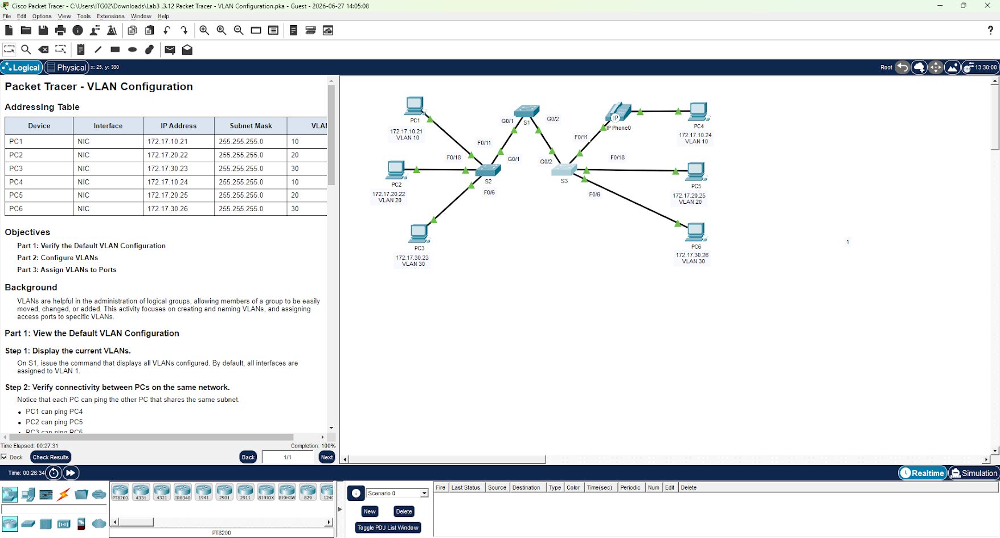 Cisco Packet Tracer - C:\Users\ITG02\Downloads\Lab3 .3.12 Packet Tracer - VLAN Configuration.pka - Guest - 2026-06-27 14:05:08
File Edit Options View Tools Extensions Window Help
?
Logical Physical x: 25, y: 390 Root 13:30:00
Packet Tracer - VLAN Configuration
Addressing Table
Device Interface IP Address Subnet Mask VLAN
PC1 NIC 172.17.10.21 255.255.255.0 10
PC2 NIC 172.17.20.22 255.255.255.0 20
PC3 NIC 172.17.30.23 255.255.255.0 30
PC4 NIC 172.17.10.24 255.255.255.0 10
PC5 NIC 172.17.20.25 255.255.255.0 20
PC6 NIC 172.17.30.26 255.255.255.0 30
Objectives
Part 1: Verify the Default VLAN Configuration
Part 2: Configure VLANs
Part 3: Assign VLANs to Ports
Background
VLANs are helpful in the administration of logical groups, allowing members of a group to be easily
moved, changed, or added. This activity focuses on creating and naming VLANs, and assigning
access ports to specific VLANs.
Part 1: View the Default VLAN Configuration
Step 1: Display the current VLANs.
On S1, issue the command that displays all VLANs configured. By default, all interfaces are
assigned to VLAN 1.
Step 2: Verify connectivity between PCs on the same network.
Notice that each PC can ping the other PC that shares the same subnet.
• PC1 can ping PC4
• PC2 can ping PC5
• PC3 can ping PC6
Time Elapsed: 00:27:31 Completion: 100%
Dock Check Results Back 1/1 Next
PC1
172.17.10.21
VLAN 10
G0/1
S1
G0/2
IP
IP Phone0
PC4
172.17.10.24
VLAN 10
F0/11
F0/11
F0/18
G0/1
G0/2
F0/18
PC2
172.17.20.22
VLAN 20
S2
F0/6
S3
F0/6
PC5
172.17.20.25
VLAN 20
PC3
172.17.30.23
VLAN 30
PC6
172.17.30.26
VLAN 30
1
Time: 00:26:34 Realtime Simulation
PT8200 4331 4321 IR8340 1941 2901 2911 819IOX 819HGW 829 1240
PT8200
Scenario 0
New Delete
Toggle PDU List Window
Fire Last Status Source Destination Type Color Time(sec) Periodic Num Edit Delete